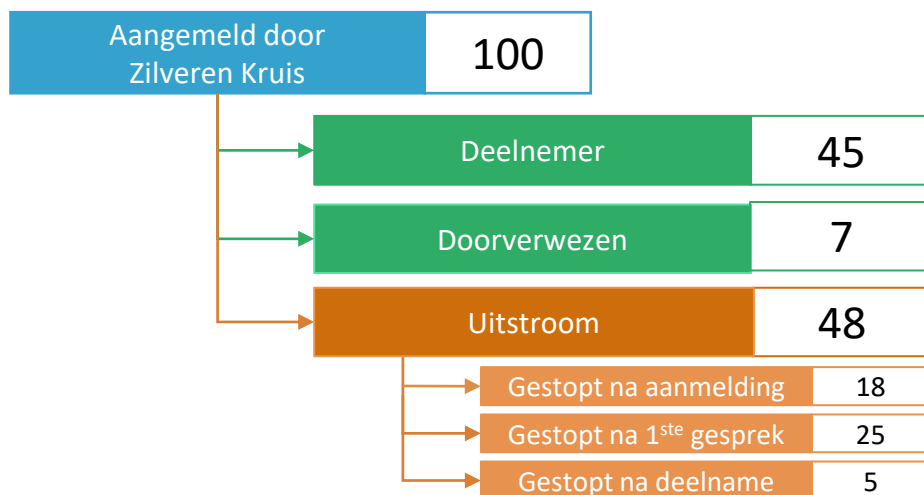 Aangemeld door
Zilveren Kruis
100
Deelnemer
45
Doorverwezen
7
Uitstroom
48
Gestopt na aanmelding
18
Gestopt na 1ste gesprek
25
Gestopt na deelname
5